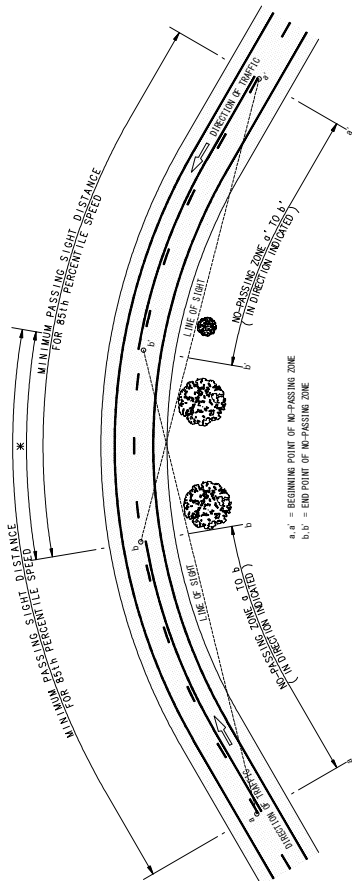 MINIMUM PASSING SIGHT DISTANCE
FOR 85th PERCENTILE SPEED
*
MINIMUM PASSING SIGHT DISTANCE
FOR 85th PERCENTILE SPEED
DIRECTION OF TRAFFIC
a'
b'
b
LINE OF SIGHT
LINE OF SIGHT
a
DIRECTION OF TRAFFIC
a'
NO-PASSING ZONE a' TO b'
( IN DIRECTION INDICATED )
b'
b
NO-PASSING ZONE a TO b
( IN DIRECTION INDICATED )
a
a.a' = BEGINNING POINT OF NO-PASSING ZONE
b.b' = END POINT OF NO-PASSING ZONE